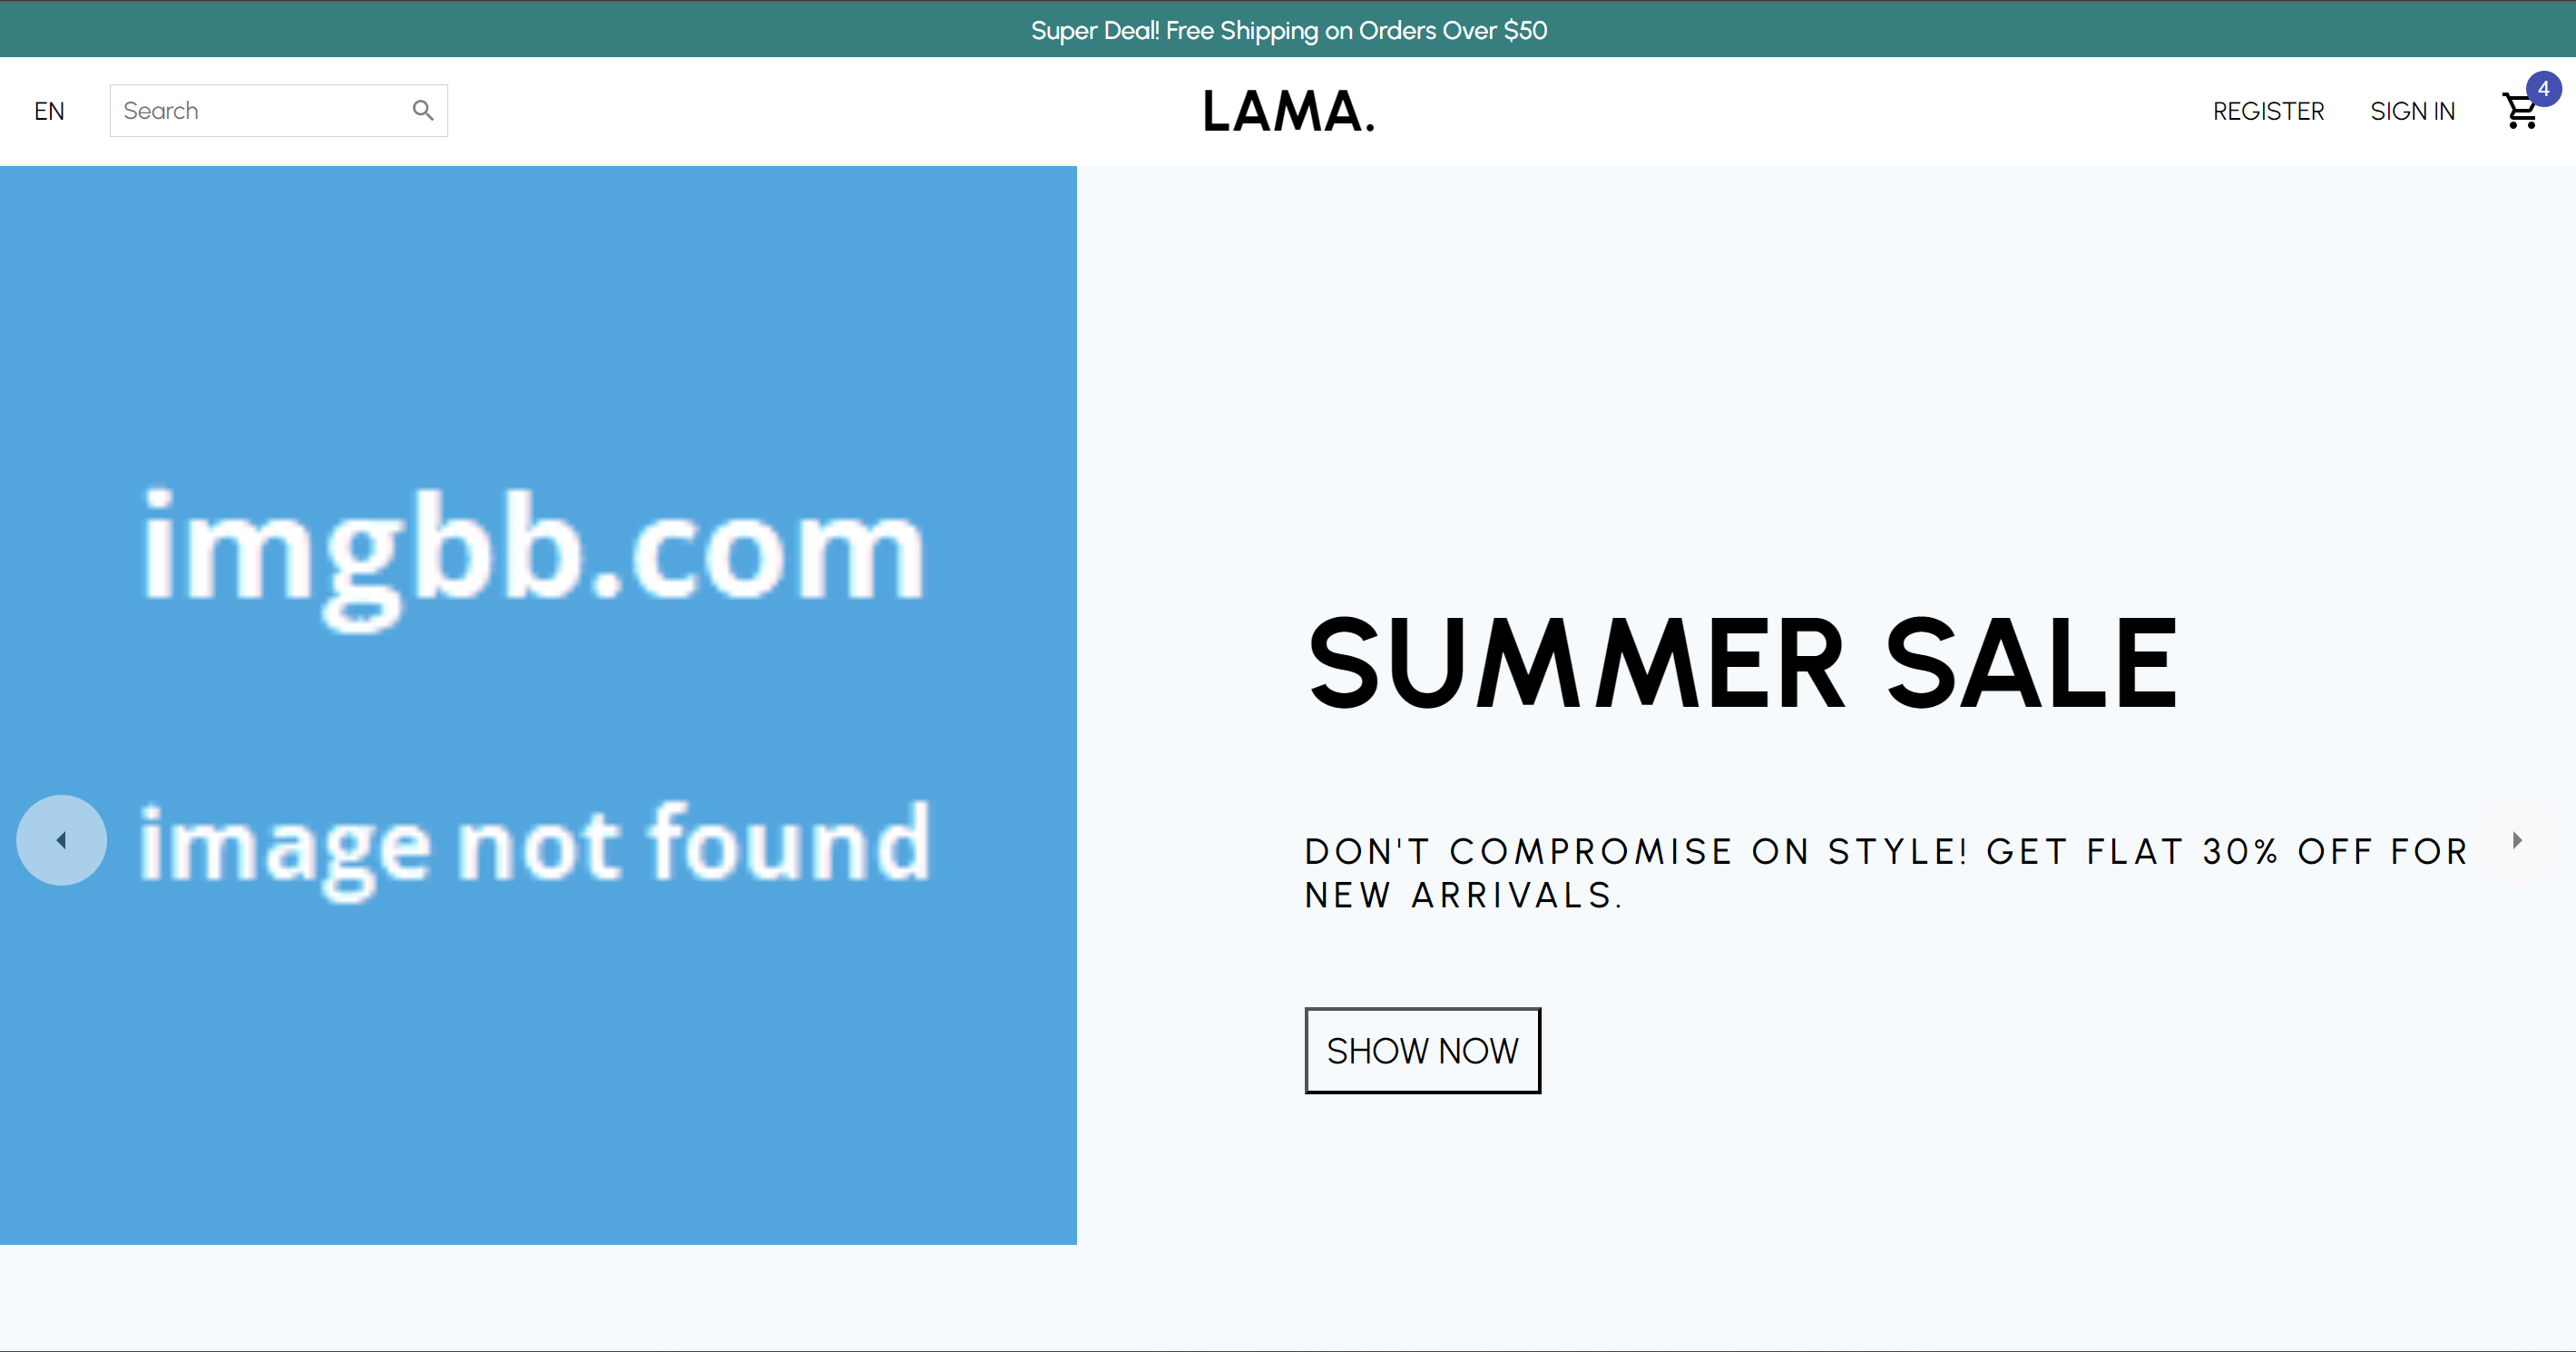 Super Deal! Free Shipping on Orders Over $50
EN
Search
LAMA.
REGISTER
SIGN IN
4
imgbb.com
image not found
SUMMER SALE
DON'T COMPROMISE ON STYLE! GET FLAT 30% OFF FOR
NEW ARRIVALS.
SHOW NOW